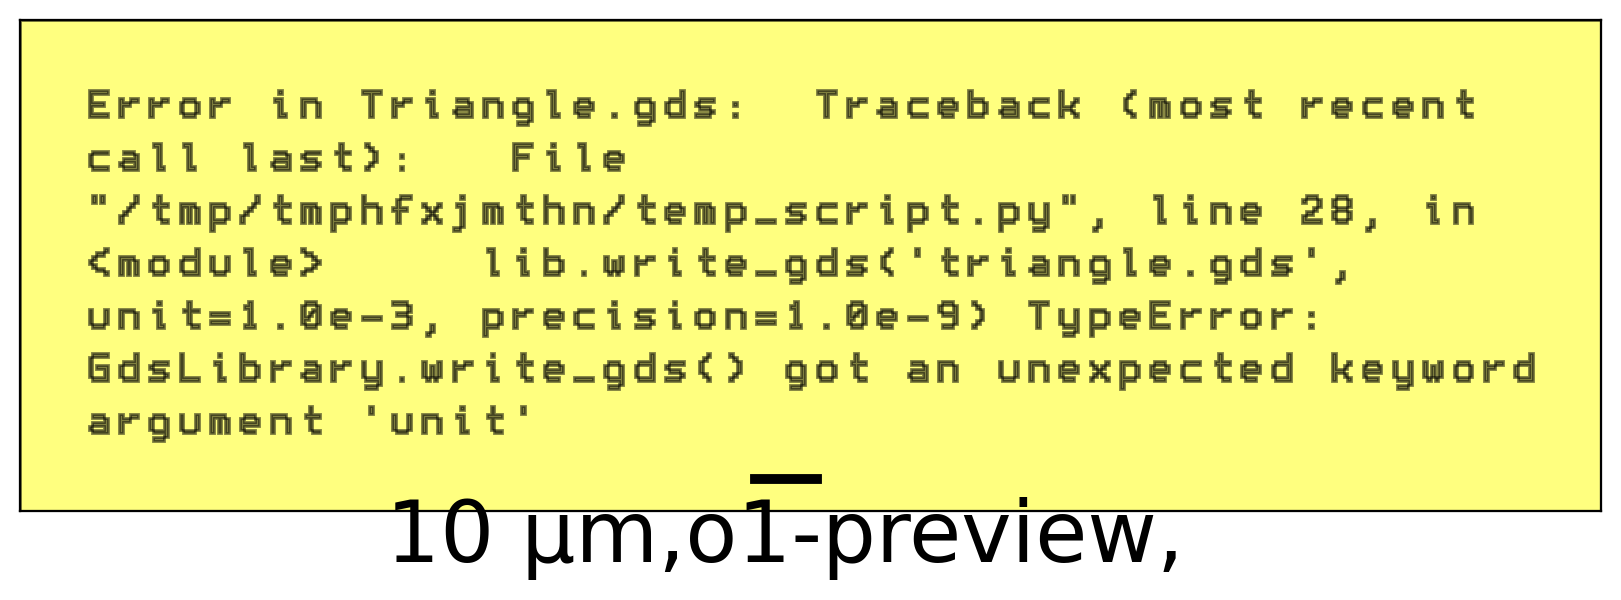 Error in Triangle.gds:  Traceback (most recent
call last):   File
"/tmp/tmphfxjmthn/temp_script.py", line 28, in
<module>     lib.write_gds('triangle.gds',
unit=1.0e-3, precision=1.0e-9) TypeError:
GdsLibrary.write_gds() got an unexpected keyword
argument 'unit'
10 μm,o1-preview,